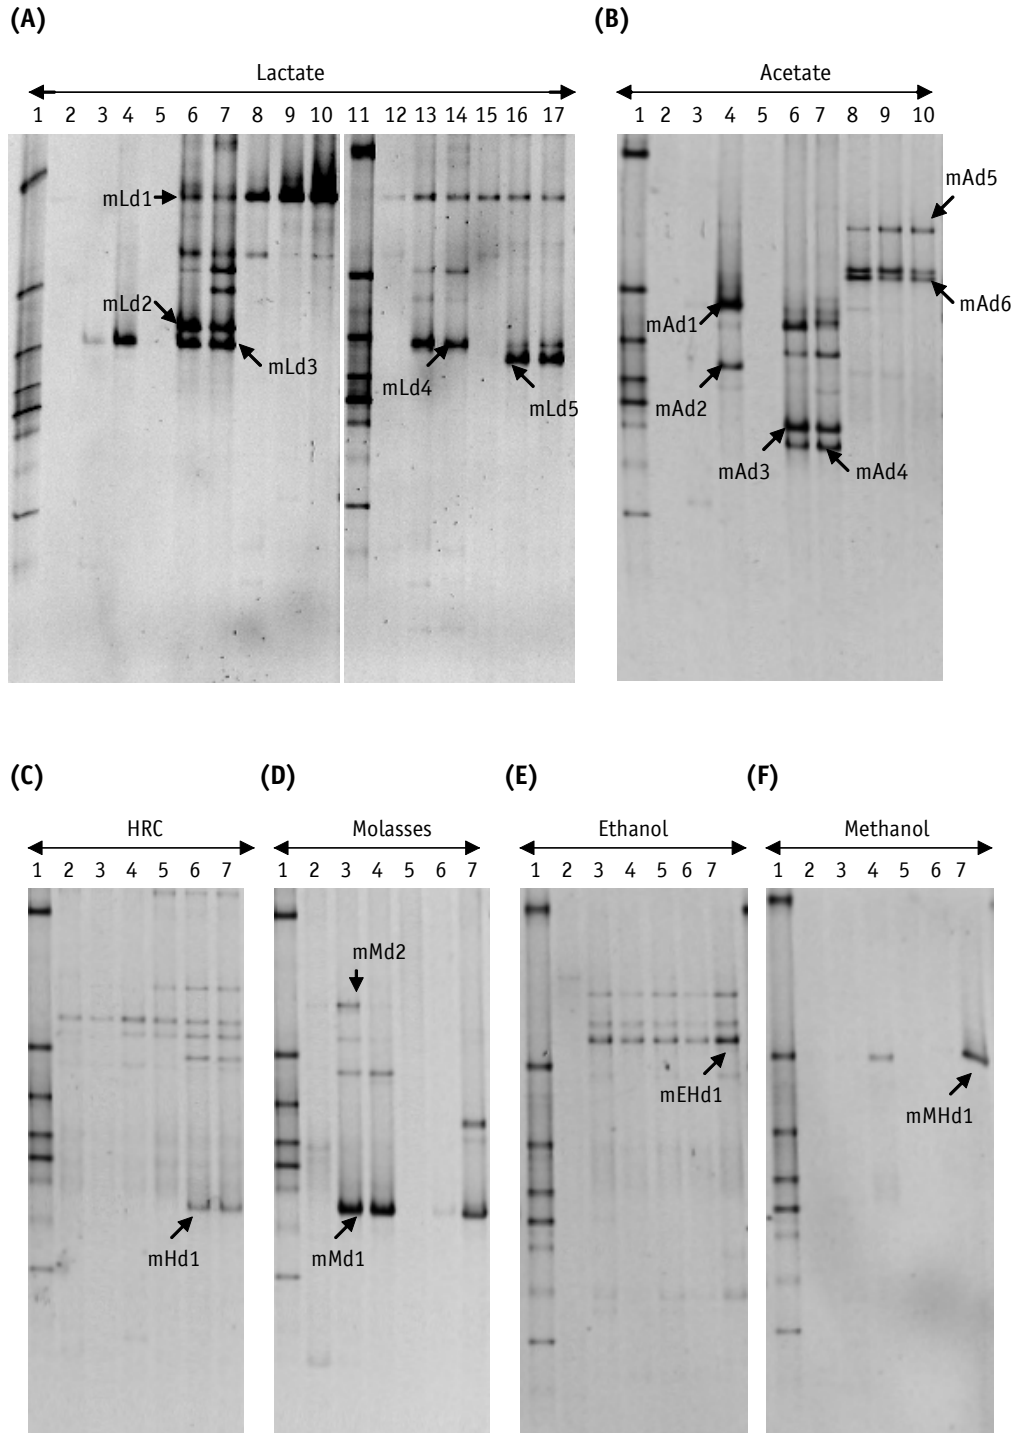 (A)
Lactate
1 2 3 4 5 6 7 8 9 10 11 12 13 14 15 16 17
mLd1
mLd2
mLd3
mLd4
mLd5
(B)
Acetate
1 2 3 4 5 6 7 8 9 10
mAd5
mAd6
mAd1
mAd2
mAd3
mAd4
(C)
HRC
1 2 3 4 5 6 7
mHd1
(D)
Molasses
1 2 3 4 5 6 7
mMd2
mMd1
(E)
Ethanol
1 2 3 4 5 6 7
mEHd1
(F)
Methanol
1 2 3 4 5 6 7
mMHd1